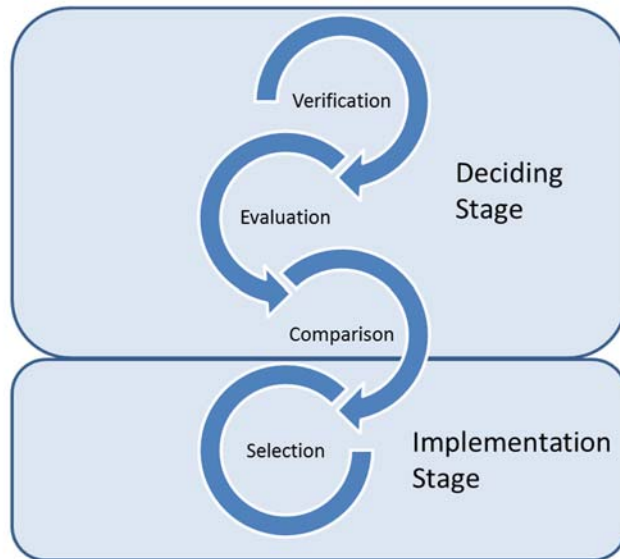 Verification
Evaluation
Deciding
Stage
Comparison
Selection
Implementation
Stage